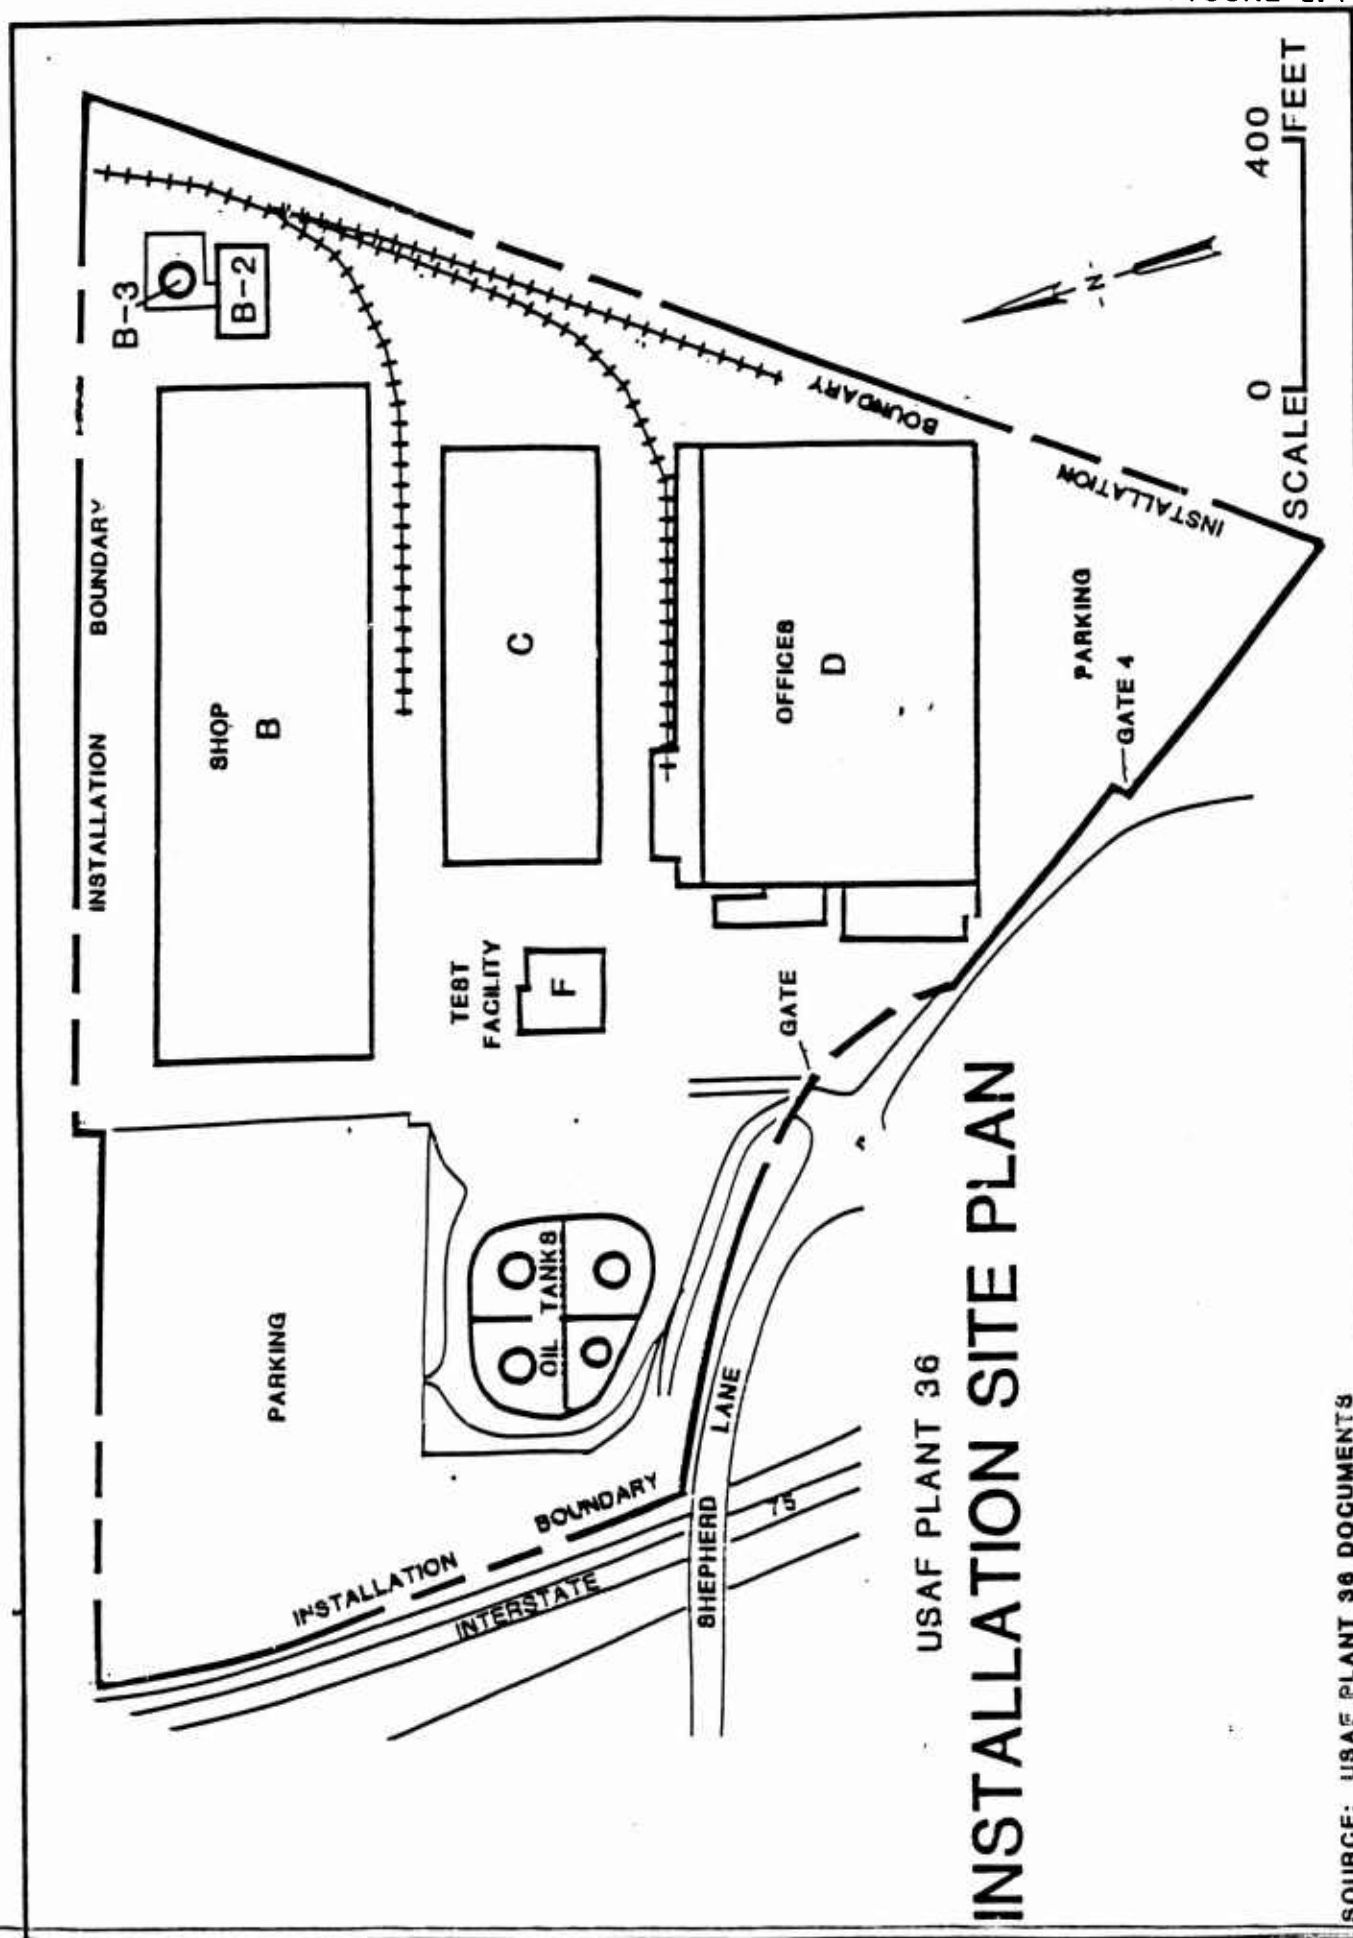 INSTALLATION BOUNDARY
B-3
B-2
SHOP
B
C
OFFICES
D
TEST
FACILITY
F
PARKING
OIL TANKS
GATE
GATE 4
PARKING
INSTALLATION BOUNDARY
INSTALLATION BOUNDARY
INTERSTATE 75
SHEPHERD LANE
-N-
SCALE 0 400 FEET
USAF PLANT 36
INSTALLATION SITE PLAN
SOURCE: USAF PLANT 36 DOCUMENTS